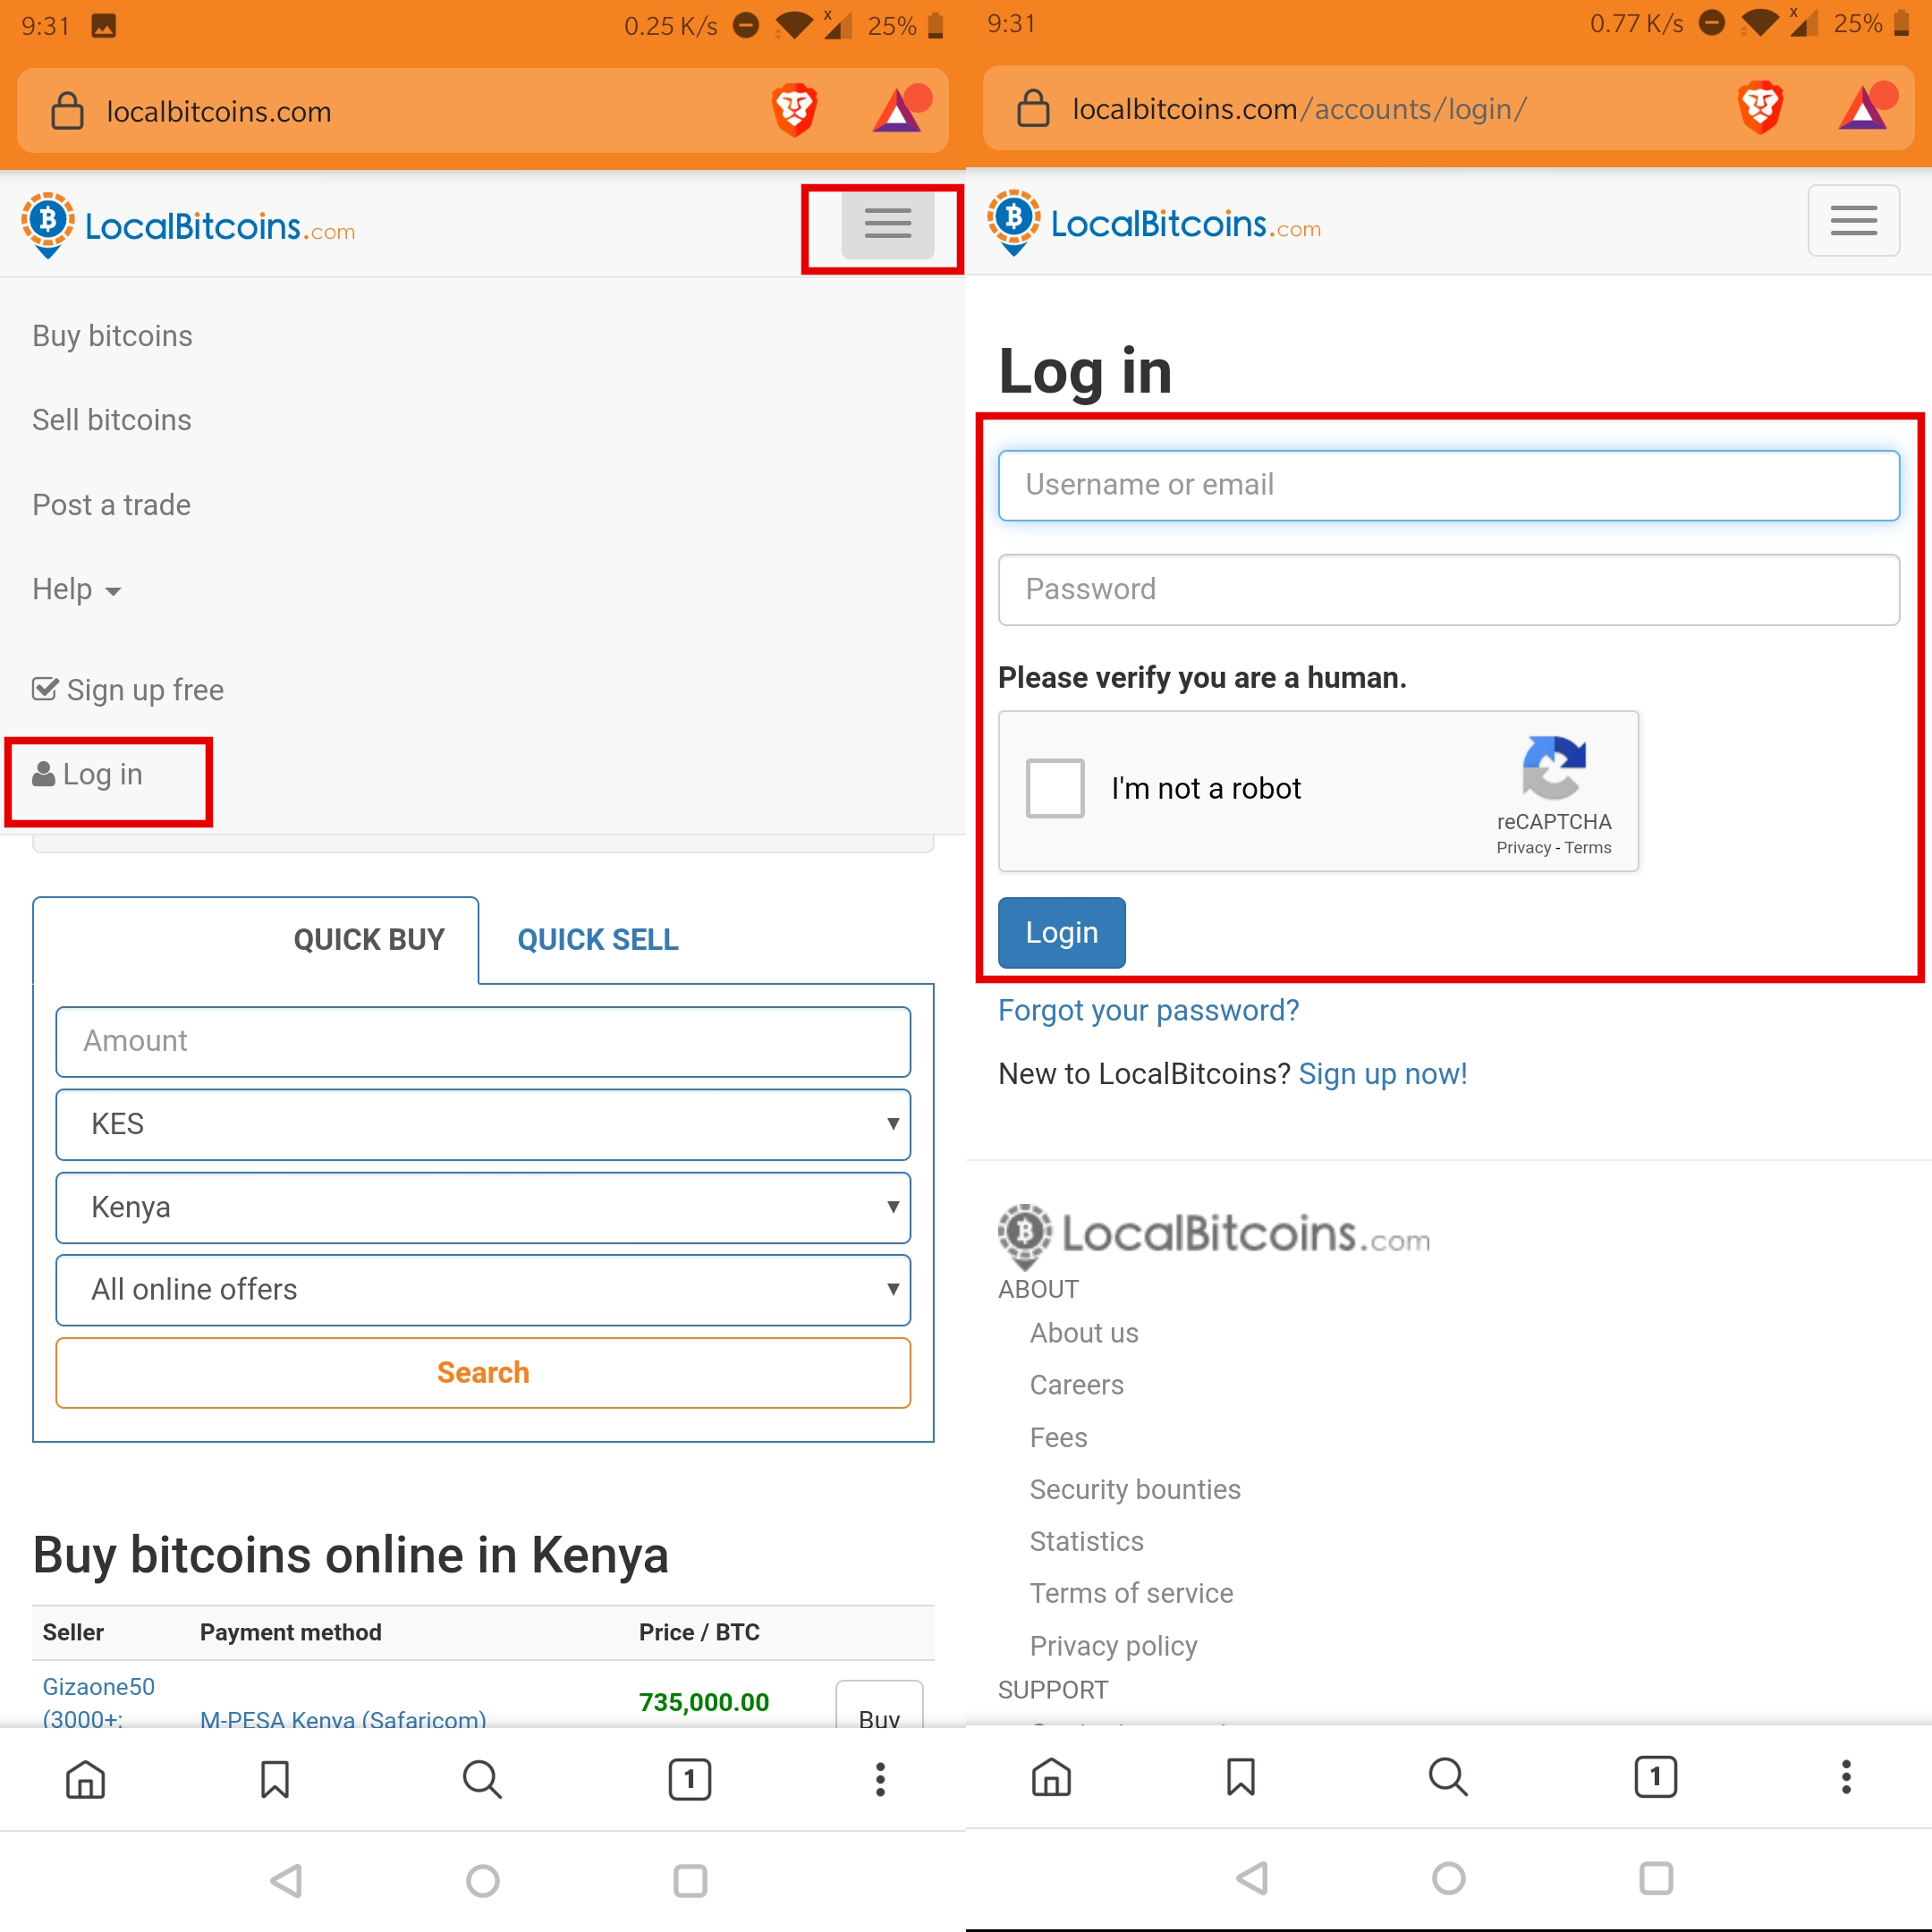 9:31
0.25 K/s
x
25%
localbitcoins.com
LocalBitcoins.com
Buy bitcoins
Sell bitcoins
Post a trade
Help
Sign up free
Log in
QUICK BUY QUICK SELL
Amount
KES
Kenya
All online offers
Search
Buy bitcoins online in Kenya
Seller Payment method Price / BTC
Gizaone50
(3000+;
M-PESA Kenya (Safaricom)
735,000.00
Buy
1
9:31
0.77 K/s
x
25%
localbitcoins.com/accounts/login/
LocalBitcoins.com
Log in
Username or email
Password
Please verify you are a human.
I'm not a robot
reCAPTCHA
Privacy - Terms
Login
Forgot your password?
New to LocalBitcoins? Sign up now!
LocalBitcoins.com
ABOUT
About us
Careers
Fees
Security bounties
Statistics
Terms of service
Privacy policy
SUPPORT
1